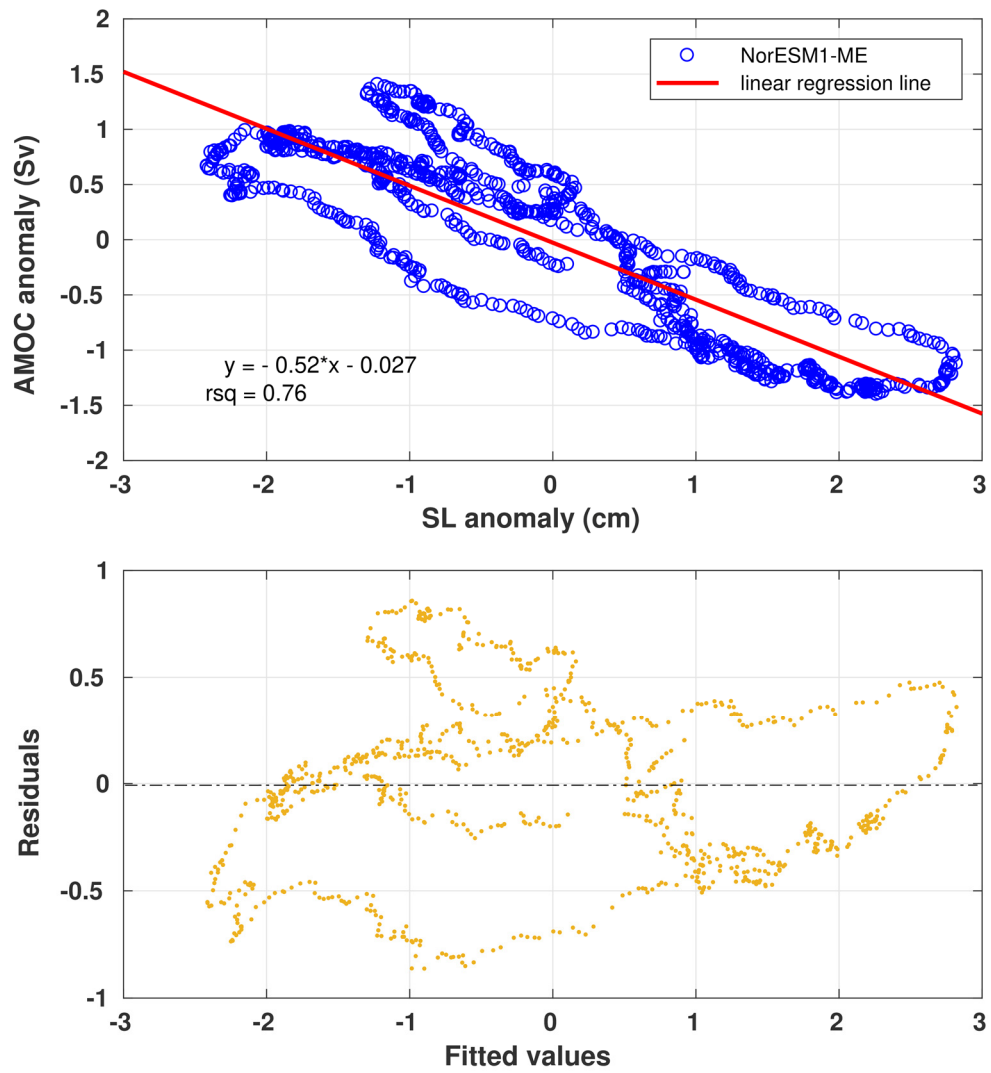 2
1.5
1
0.5
0
-0.5
-1
-1.5
-2
AMOC anomaly (Sv)
NorESM1-ME
linear regression line
y = - 0.52*x - 0.027
rsq = 0.76
-3 -2 -1 0 1 2 3
SL anomaly (cm)
1
0.5
0
-0.5
-1
Residuals
-3 -2 -1 0 1 2 3
Fitted values